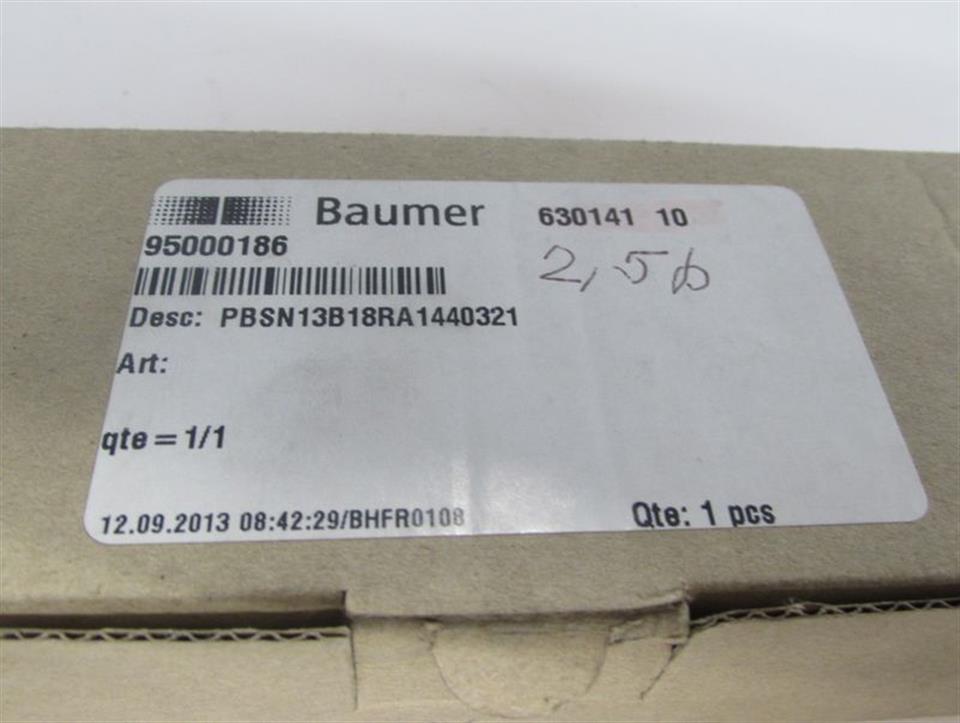 Baumer 630141 10
95000186
2,5
Desc: PBSN13B18RA1440321
Art:
qte = 1/1
12.09.2013 08:42:29/BHFR0108
Qte: 1 pcs